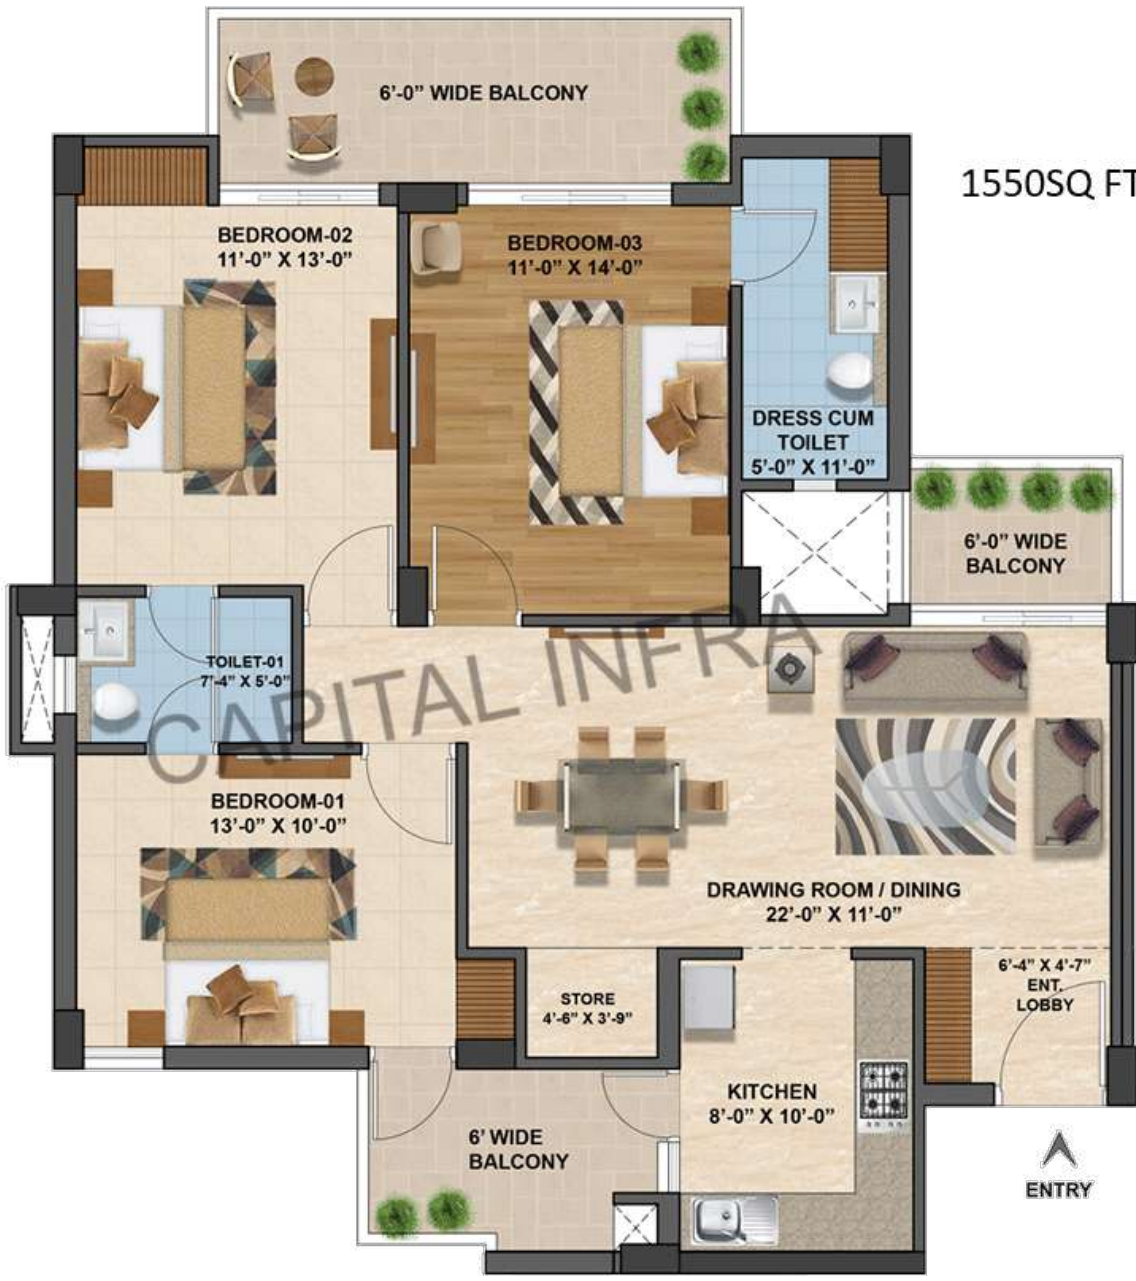 6'-0" WIDE BALCONY
1550SQ FT
BEDROOM-02
11'-0" X 13'-0"
BEDROOM-03
11'-0" X 14'-0"
DRESS CUM
TOILET
5'-0" X 11'-0"
6'-0" WIDE
BALCONY
TOILET-01
7'-4" X 5'-0"
CAPITAL INFRA
BEDROOM-01
13'-0" X 10'-0"
DRAWING ROOM / DINING
22'-0" X 11'-0"
6'-4" X 4'-7"
ENT.
LOBBY
STORE
4'-6" X 3'-9"
KITCHEN
8'-0" X 10'-0"
6' WIDE
BALCONY
ENTRY